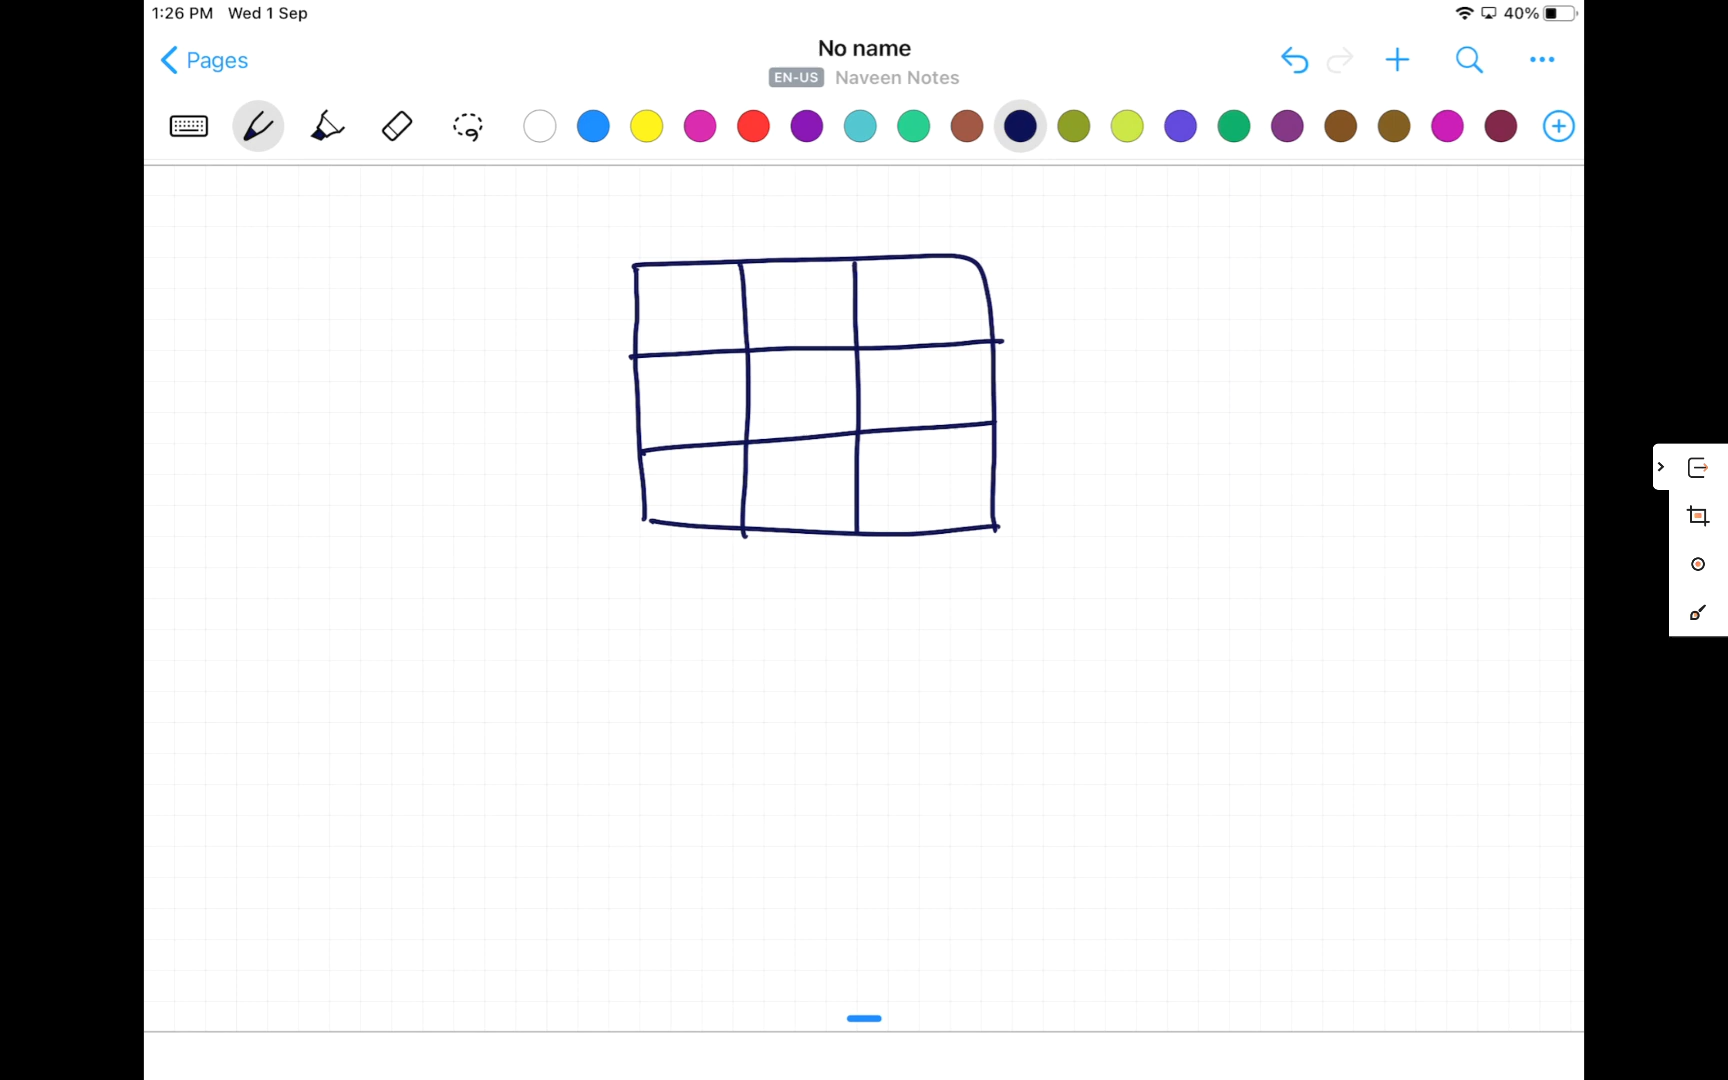 1:26 PM Wed 1 Sep
40%
Pages
No name
EN-US Naveen Notes